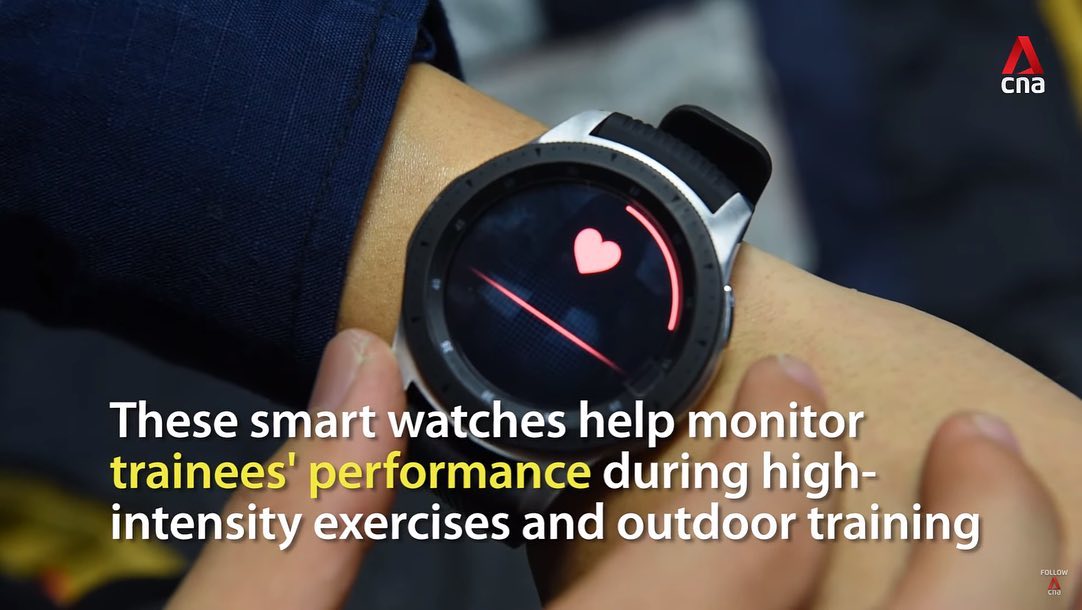 cna
These smart watches help monitor
trainees' performance during high-
intensity exercises and outdoor training
FOLLOW
cna